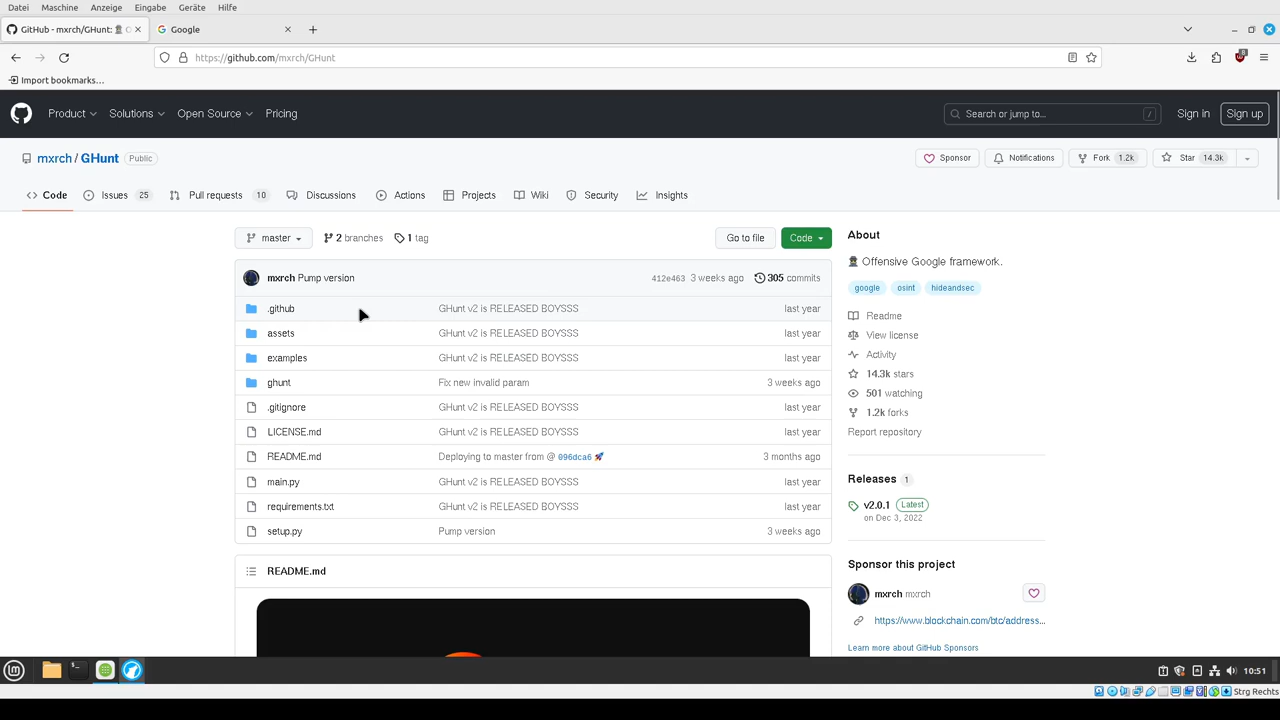 Datei Maschine Anzeige Eingabe Geräte Hilfe
GitHub - mxrch/GHunt:
Google
https://github.com/mxrch/GHunt
Import bookmarks...
8
Product Solutions Open Source Pricing Search or jump to... / Sign in Sign up
mxrch / GHunt Public Sponsor Notifications Fork 1.2k Star 14.3k
Code Issues 25 Pull requests 10 Discussions Actions Projects Wiki Security Insights
master 2 branches 1 tag Go to file Code
mxrch Pump version 412e463 3 weeks ago 305 commits
.github GHunt v2 is RELEASED BOYSSS last year
assets GHunt v2 is RELEASED BOYSSS last year
examples GHunt v2 is RELEASED BOYSSS last year
ghunt Fix new invalid param 3 weeks ago
.gitignore GHunt v2 is RELEASED BOYSSS last year
LICENSE.md GHunt v2 is RELEASED BOYSSS last year
README.md Deploying to master from @ 096dca6 🚀 3 months ago
main.py GHunt v2 is RELEASED BOYSSS last year
requirements.txt GHunt v2 is RELEASED BOYSSS last year
setup.py Pump version 3 weeks ago
README.md
About
Offensive Google framework.
google osint hideandsec
Readme
View license
Activity
14.3k stars
501 watching
1.2k forks
Report repository
Releases 1
v2.0.1 Latest
on Dec 3, 2022
Sponsor this project
mxrch mxrch
https://www.blockchain.com/btc/address...
Learn more about GitHub Sponsors
10:51
Strg Rechts